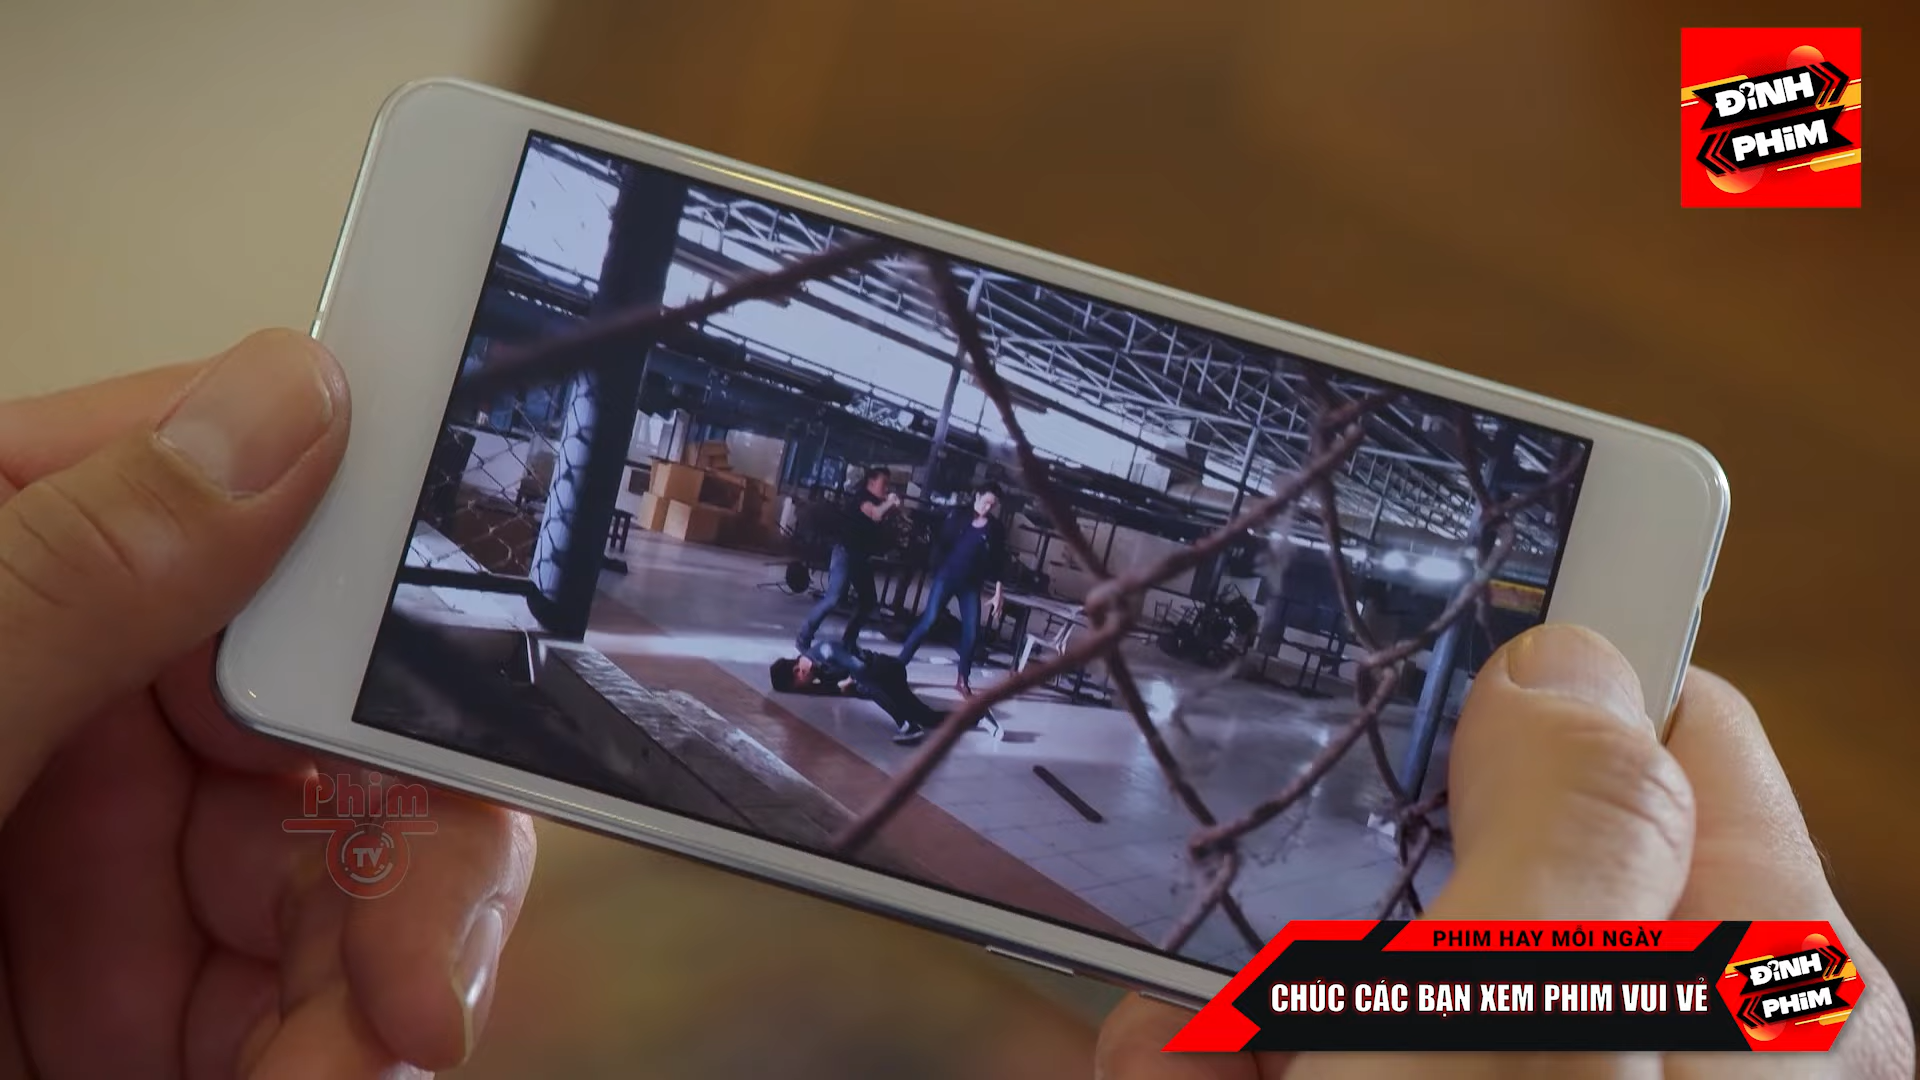 ĐỈNH
PHIM
Phim
TV
PHIM HAY MỖI NGÀY
CHÚC CÁC BẠN XEM PHIM VUI VẺ
ĐỈNH
PHIM